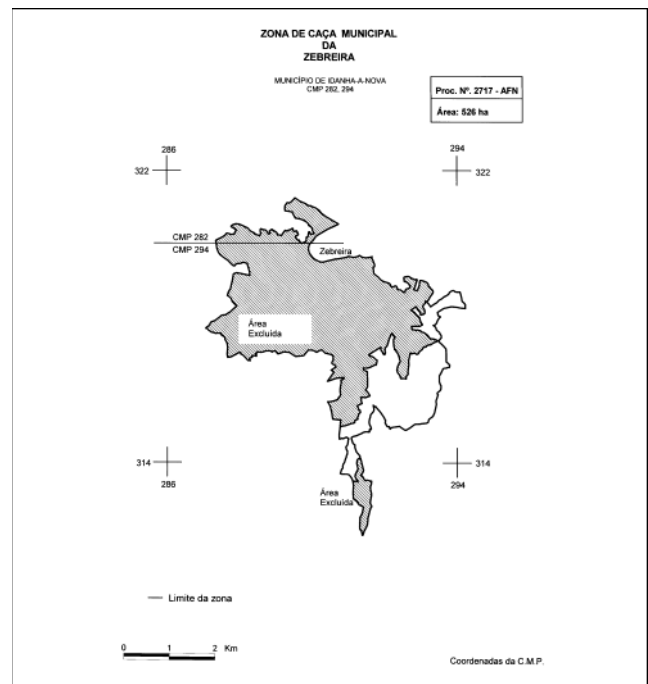 ZONA DE CAÇA MUNICIPAL
DA
ZEBREIRA
MUNICÍPIO DE IDANHA-A-NOVA
CMP 282, 294
Proc. Nº. 2717 - AFN
Área: 526 ha
286
294
322
322
CMP 282
CMP 294
Zebreira
Área
Excluída
314
314
286
294
Área
Excluída
Limite da zona
0 1 2 Km
Coordenadas da C.M.P.